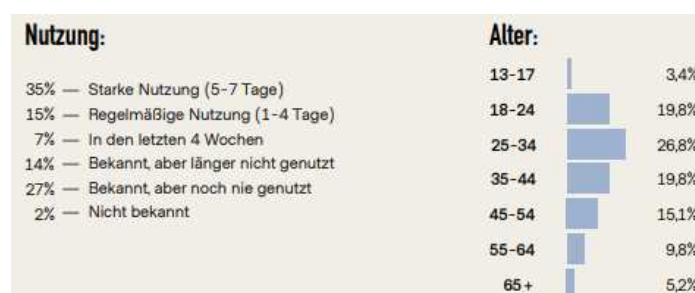 Nutzung:
35% — Starke Nutzung (5-7 Tage)
15% — Regelmäßige Nutzung (1-4 Tage)
7% — In den letzten 4 Wochen
14% — Bekannt, aber länger nicht genutzt
27% — Bekannt, aber noch nie genutzt
2% — Nicht bekannt
Alter:
13-17 3,4%
18-24 19,8%
25-34 26,8%
35-44 19,8%
45-54 15,1%
55-64 9,8%
65+ 5,2%